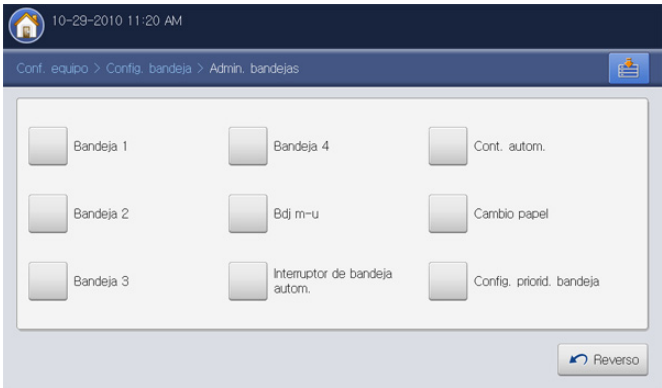 10-29-2010 11:20 AM
Conf. equipo > Config. bandeja > Admin. bandejas
Bandeja 1
Bandeja 4
Cont. autom.
Bandeja 2
Bdj m-u
Cambio papel
Bandeja 3
Interruptor de bandeja
autom.
Config. priorid. bandeja
Reverso